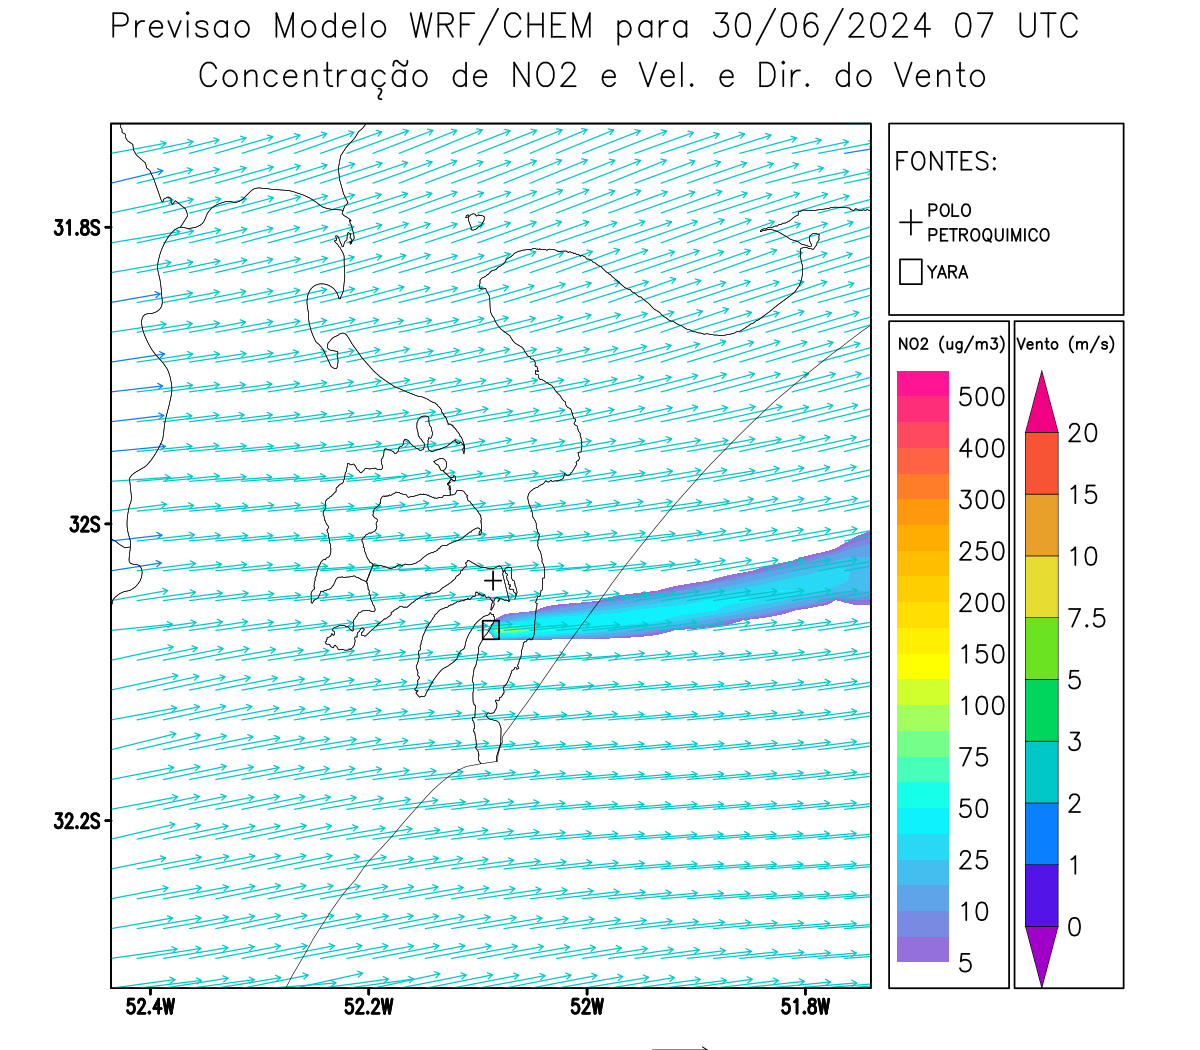 Previsao Modelo WRF/CHEM para 30/06/2024 07 UTC
Concentração de NO2 e Vel. e Dir. do Vento
FONTES:
POLO
PETROQUIMICO
YARA
31.8S
32S
32.2S
52.4W
52.2W
52W
51.8W
NO2 (ug/m3)
500
400
300
250
200
150
100
75
50
25
10
5
Vento (m/s)
20
15
10
7.5
5
3
2
1
0